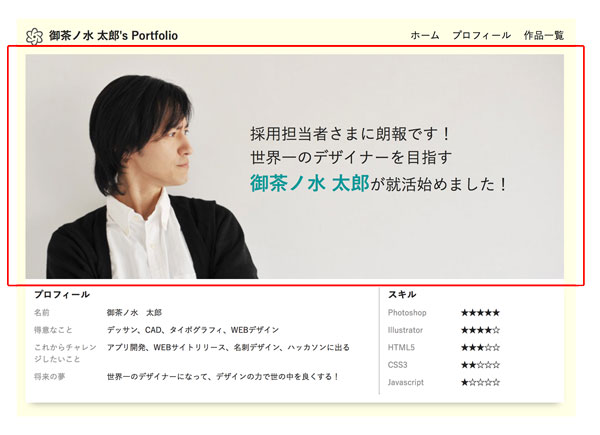 御茶ノ水 太郎's Portfolio
ホーム プロフィール 作品一覧
採用担当者さまに朗報です！
世界一のデザイナーを目指す
御茶ノ水 太郎が就活始めました！
プロフィール
名前 御茶ノ水 太郎
得意なこと デッサン、CAD、タイポグラフィ、WEBデザイン
これからチャレン アプリ開発、WEBサイトリリース、名刺デザイン、ハッカソンに出る
ジしたいこと
将来の夢 世界一のデザイナーになって、デザインの力で世の中を良くする！
スキル
Photoshop ★★★★★
Illustrator ★★★★☆
HTML5 ★★★☆☆
CSS3 ★★☆☆☆
Javascript ★☆☆☆☆